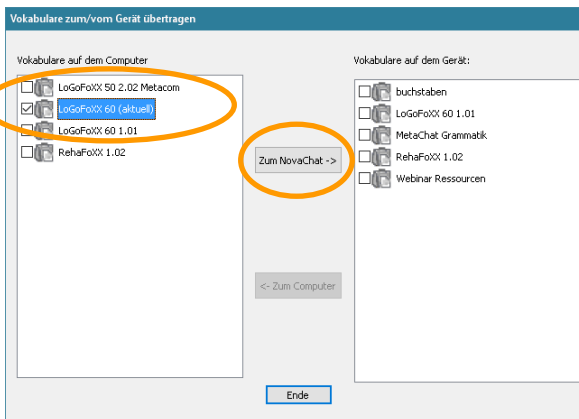 Vokabulare zum/vom Gerät übertragen
Vokabulare auf dem Computer
LoGoFoXX 50 2.02 Metacom
LoGoFoXX 60 (aktuell)
LoGoFoXX 60 1.01
RehaFoXX 1.02
Zum NovaChat ->
<- Zum Computer
Ende
Vokabulare auf dem Gerät:
buchstaben
LoGoFoXX 60 1.01
MetaChat Grammatik
RehaFoXX 1.02
Webinar Ressourcen